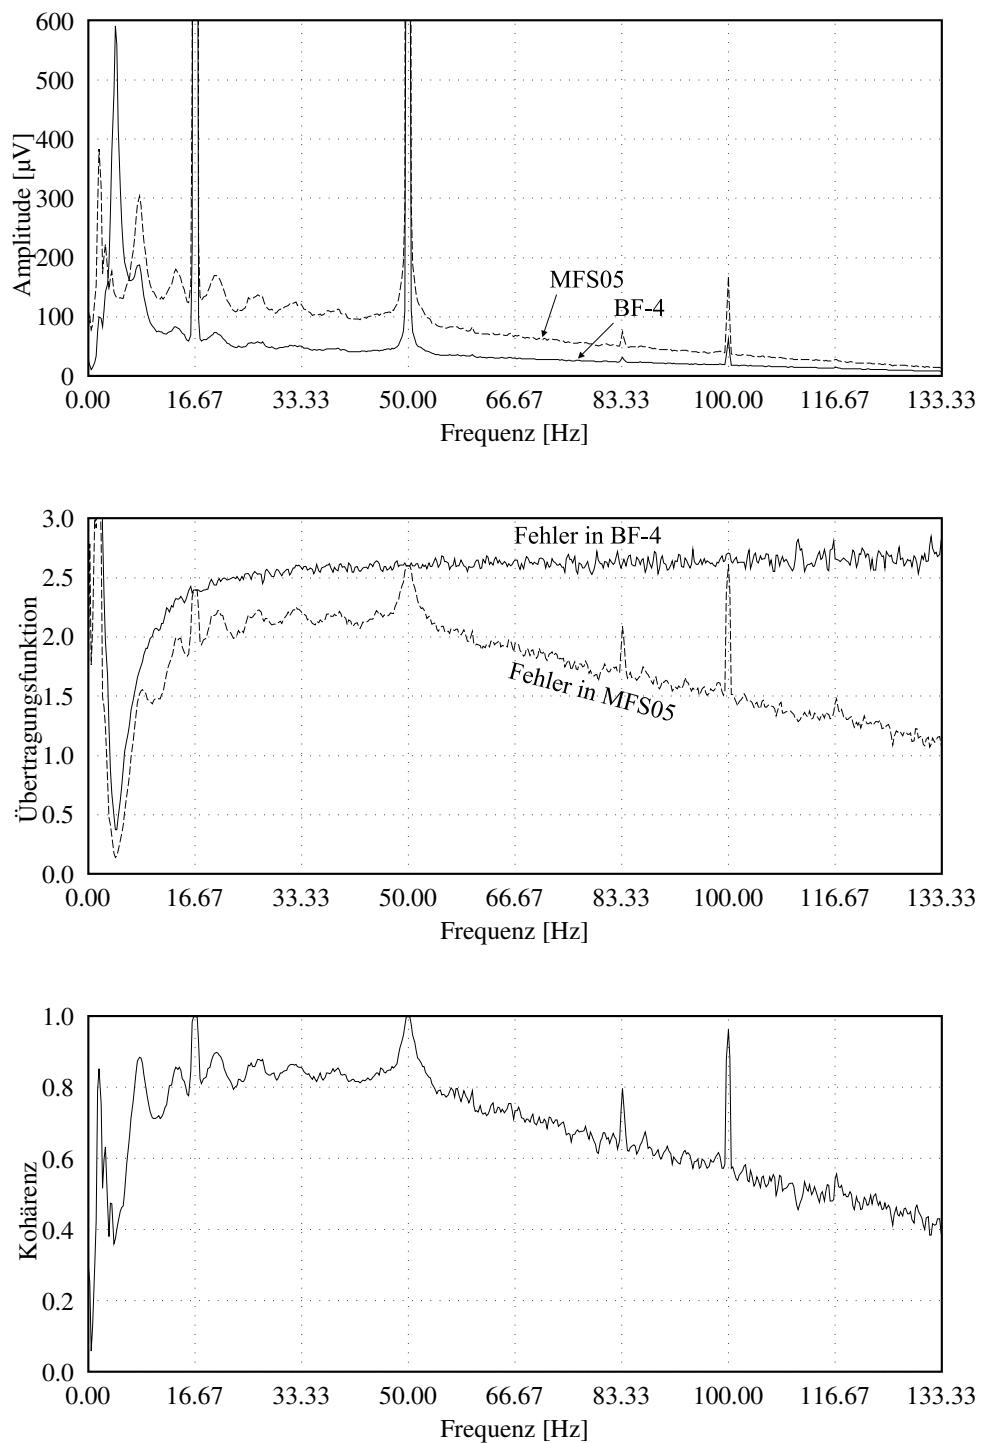 600
500
400
300
200
100
0
Amplitude [µV]
MFS05
BF-4
0.00 16.67 33.33 50.00 66.67 83.33 100.00 116.67 133.33
Frequenz [Hz]
3.0
2.5
2.0
1.5
1.0
0.5
0.0
Übertragungsfunktion
Fehler in BF-4
Fehler in MFS05
0.00 16.67 33.33 50.00 66.67 83.33 100.00 116.67 133.33
Frequenz [Hz]
1.0
0.8
0.6
0.4
0.2
0.0
Kohärenz
0.00 16.67 33.33 50.00 66.67 83.33 100.00 116.67 133.33
Frequenz [Hz]